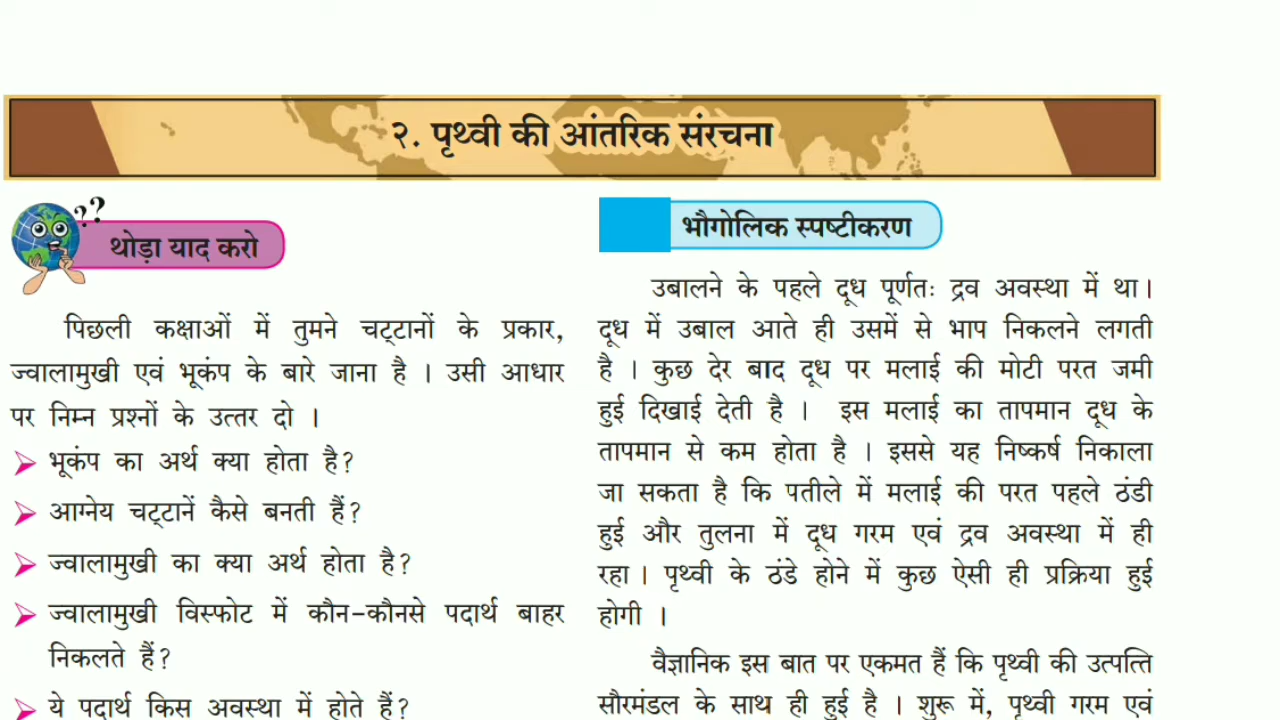 २. पृथ्वी की आंतरिक संरचना
??
थोड़ा याद करो
पिछली कक्षाओं में तुमने चट्टानों के प्रकार,
ज्वालामुखी एवं भूकंप के बारे जाना है । उसी आधार
पर निम्न प्रश्नों के उत्तर दो ।
➢ भूकंप का अर्थ क्या होता है?
➢ आग्नेय चट्टानें कैसे बनती हैं?
➢ ज्वालामुखी का क्या अर्थ होता है?
➢ ज्वालामुखी विस्फोट में कौन-कौनसे पदार्थ बाहर
निकलते हैं?
➢ ये पदार्थ किस अवस्था में होते हैं?
भौगोलिक स्पष्टीकरण
उबालने के पहले दूध पूर्णतः द्रव अवस्था में था।
दूध में उबाल आते ही उसमें से भाप निकलने लगती
है । कुछ देर बाद दूध पर मलाई की मोटी परत जमी
हुई दिखाई देती है । इस मलाई का तापमान दूध के
तापमान से कम होता है । इससे यह निष्कर्ष निकाला
जा सकता है कि पतीले में मलाई की परत पहले ठंडी
हुई और तुलना में दूध गरम एवं द्रव अवस्था में ही
रहा। पृथ्वी के ठंडे होने में कुछ ऐसी ही प्रक्रिया हुई
होगी ।
वैज्ञानिक इस बात पर एकमत हैं कि पृथ्वी की उत्पत्ति
सौरमंडल के साथ ही हुई है । शुरू में, पृथ्वी गरम एवं